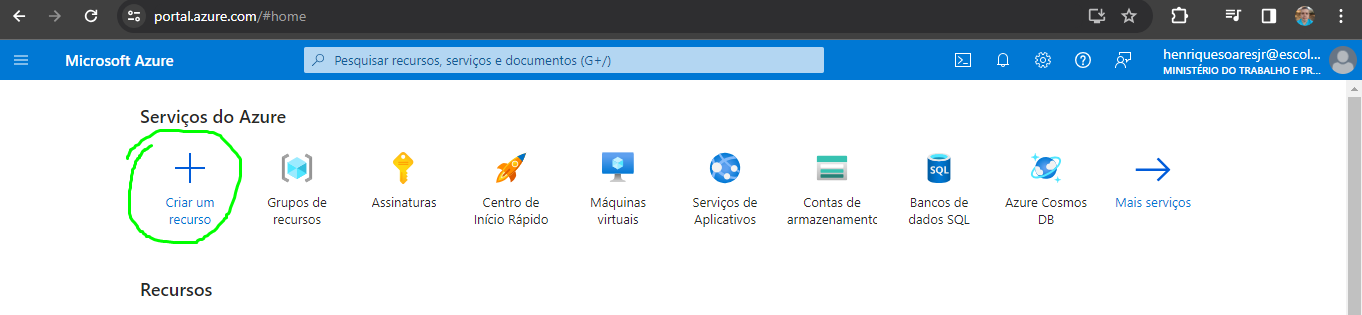 portal.azure.com/#home
Microsoft Azure
Pesquisar recursos, serviços e documentos (G+/)
henriquesoaresjr@escol...
MINISTÉRIO DO TRABALHO E PR...
Serviços do Azure
Criar um
recurso
Grupos de
recursos
Assinaturas
Centro de
Início Rápido
Máquinas
virtuais
Serviços de
Aplicativos
Contas de
armazenamento
SQL
Bancos de
dados SQL
Azure Cosmos
DB
Mais serviços
Recursos